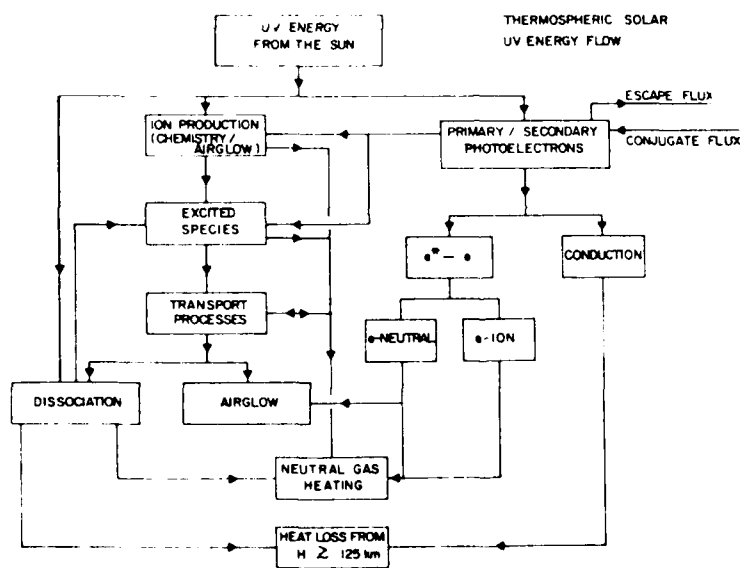 UV ENERGY
FROM THE SUN
THERMOSPHERIC SOLAR
UV ENERGY FLOW
ION PRODUCTION
(CHEMISTRY/
AIRGLOW)
PRIMARY / SECONDARY
PHOTOELECTRONS
ESCAPE FLUX
CONJUGATE FLUX
EXCITED
SPECIES
e* — e
CONDUCTION
TRANSPORT
PROCESSES
e-NEUTRAL
e-ION
DISSOCIATION
AIRGLOW
NEUTRAL GAS
HEATING
HEAT LOSS FROM
H ≥ 125 km